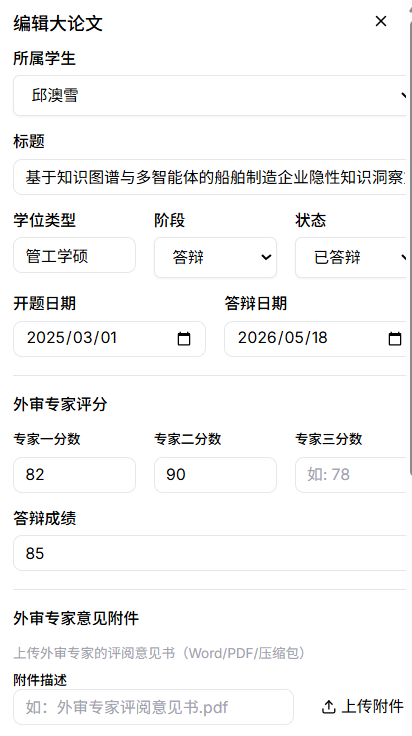 编辑大论文
所属学生
邱澳雪
标题
基于知识图谱与多智能体的船舶制造企业隐性知识洞察
学位类型 阶段 状态
管工学硕 答辩 已答辩
开题日期 答辩日期
2025/03/01 2026/05/18
外审专家评分
专家一分数 专家二分数 专家三分数
82 90 如: 78
答辩成绩
85
外审专家意见附件
上传外审专家的评阅意见书（Word/PDF/压缩包）
附件描述
如：外审专家评阅意见书.pdf 上传附件